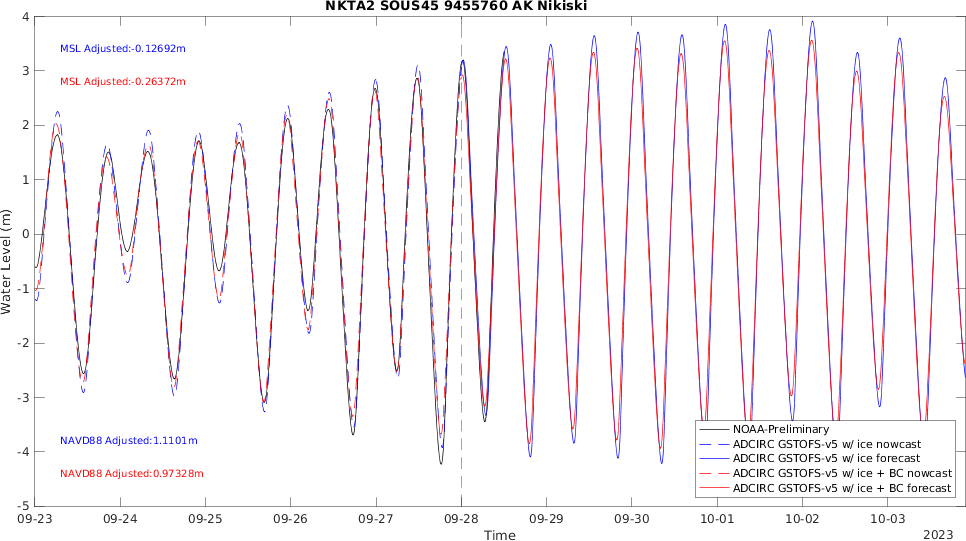 NKTA2 SOUS45 9455760 AK Nikiski
4
3
2
1
0
-1
-2
-3
-4
-5
Water Level (m)
MSL Adjusted:-0.12692m
MSL Adjusted:-0.26372m
NAVD88 Adjusted:1.1101m
NAVD88 Adjusted:0.97328m
NOAA-Preliminary
ADCIRC GSTOFS-v5 w/ ice nowcast
ADCIRC GSTOFS-v5 w/ ice forecast
ADCIRC GSTOFS-v5 w/ ice + BC nowcast
ADCIRC GSTOFS-v5 w/ ice + BC forecast
09-23 09-24 09-25 09-26 09-27 09-28 09-29 09-30 10-01 10-02 10-03
Time
2023